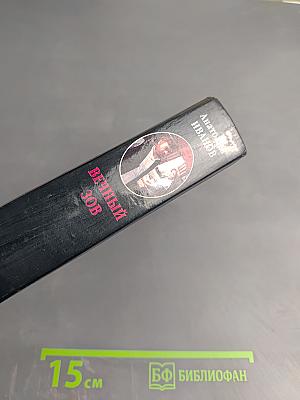 Анатолий
ИВАНОВ
ВЕЧНЫЙ
ЗОВ
15 см
БФ БИБЛИОФАН